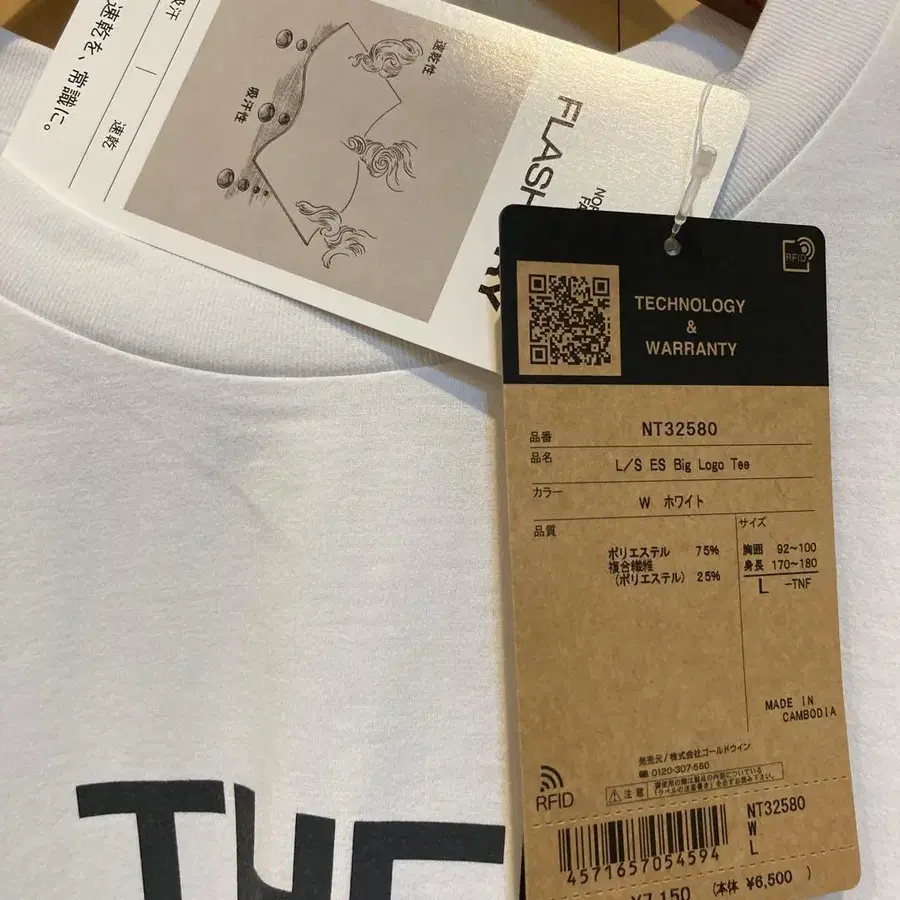 吸汗 | 速乾
速乾を、常識に。
速乾性
吸汗性
FLASH
RFID
TECHNOLOGY
&
WARRANTY
品番 NT32580
品名 L/S ES Big Logo Tee
カラー W ホワイト
品質
ポリエステル 75%
複合繊維
(ポリエステル) 25%
サイズ
胸囲 92~100
身長 170~180
L -TNF
MADE IN
CAMBODIA
発売元/株式会社ゴールドウイン
0120-307-560
RFID
注意
4571657054594
NT32580
W
L
¥7,150 (本体 ¥6,500 )
THE